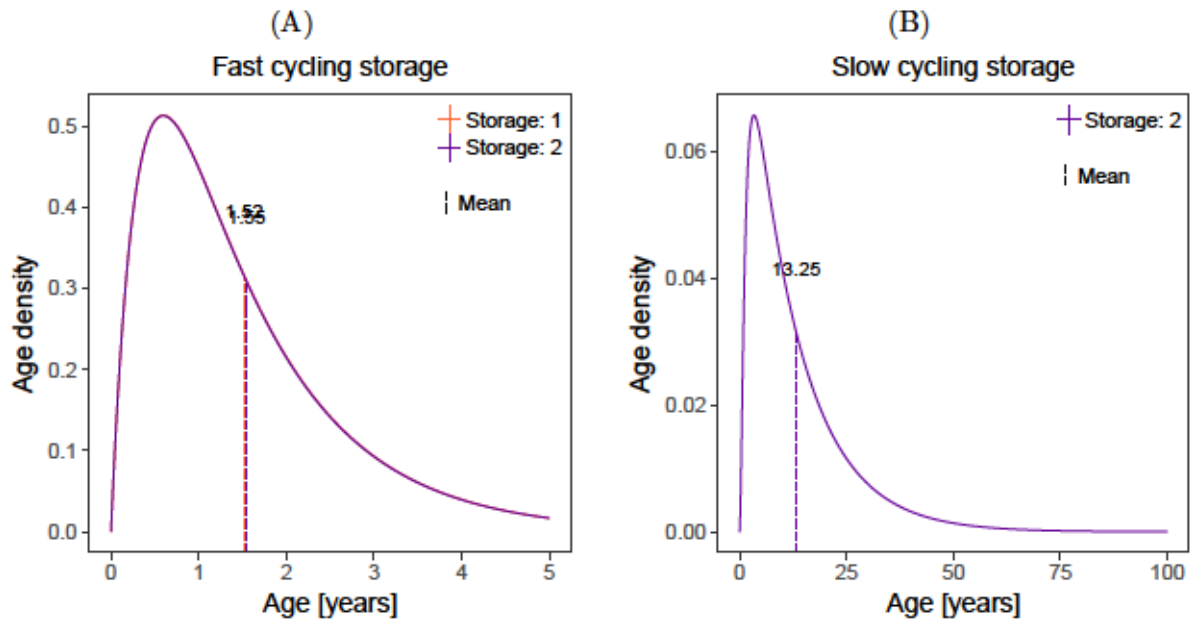 (A)
Fast cycling storage
Storage: 1
Storage: 2
Mean
1.52
1.55
0.5
0.4
0.3
0.2
0.1
0.0
Age density
0 1 2 3 4 5
Age [years]
(B)
Slow cycling storage
Storage: 2
Mean
13.25
0.06
0.04
0.02
0.00
Age density
0 25 50 75 100
Age [years]